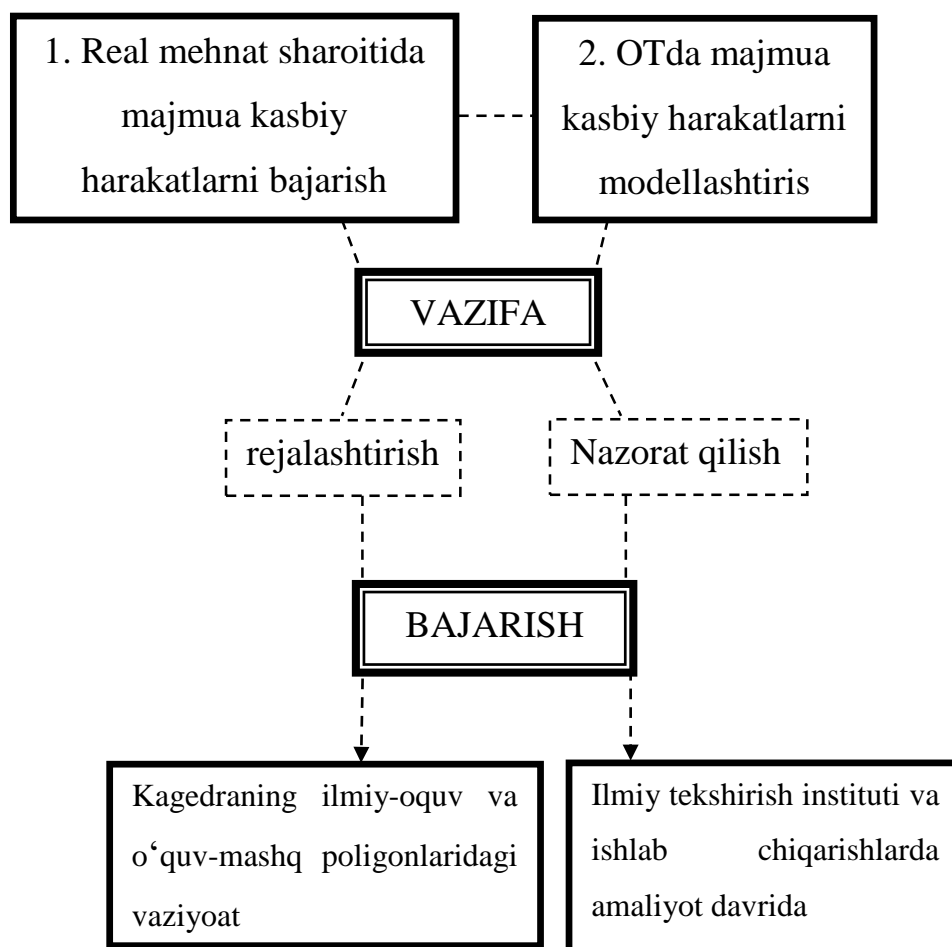 1. Real mehnat sharoitida
majmua kasbiy
harakatlarni bajarish
2. OTda majmua
kasbiy harakatlarni
modellashtiris
VAZIFA
rejalashtirish
Nazorat qilish
BAJARISH
Kagedraning ilmiy-oquv va
o‘quv-mashq poligonlaridagi
vaziyoat
Ilmiy tekshirish instituti va
ishlab chiqarishlarda
amaliyot davrida